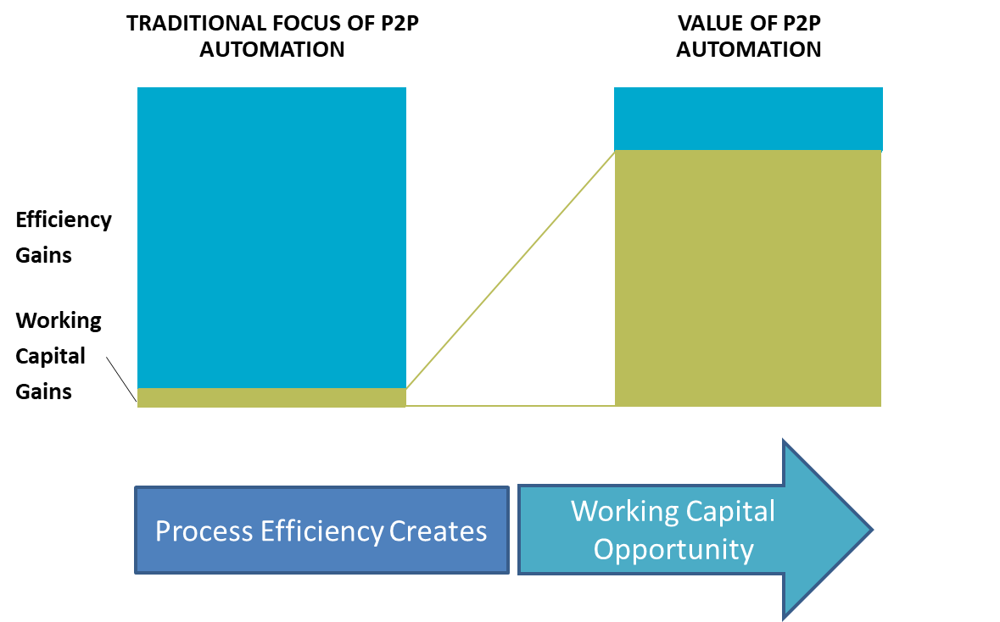 TRADITIONAL FOCUS OF P2P
AUTOMATION
VALUE OF P2P
AUTOMATION
Efficiency
Gains
Working
Capital
Gains
Process Efficiency Creates
Working Capital
Opportunity